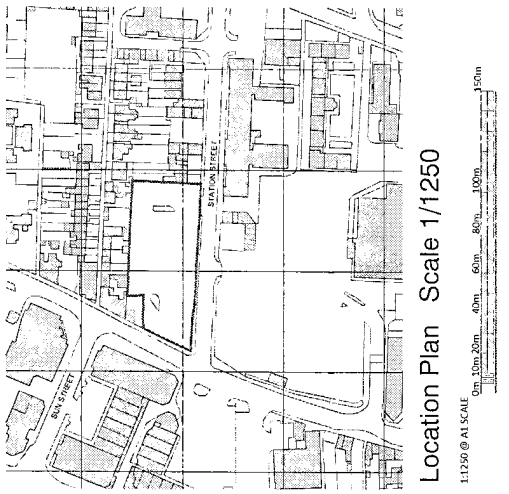 STATION STREET
SUN STREET
Location Plan Scale 1/1250
1:1250 @ A1 SCALE
0m 10m 20m 40m 60m 80m 100m 150m